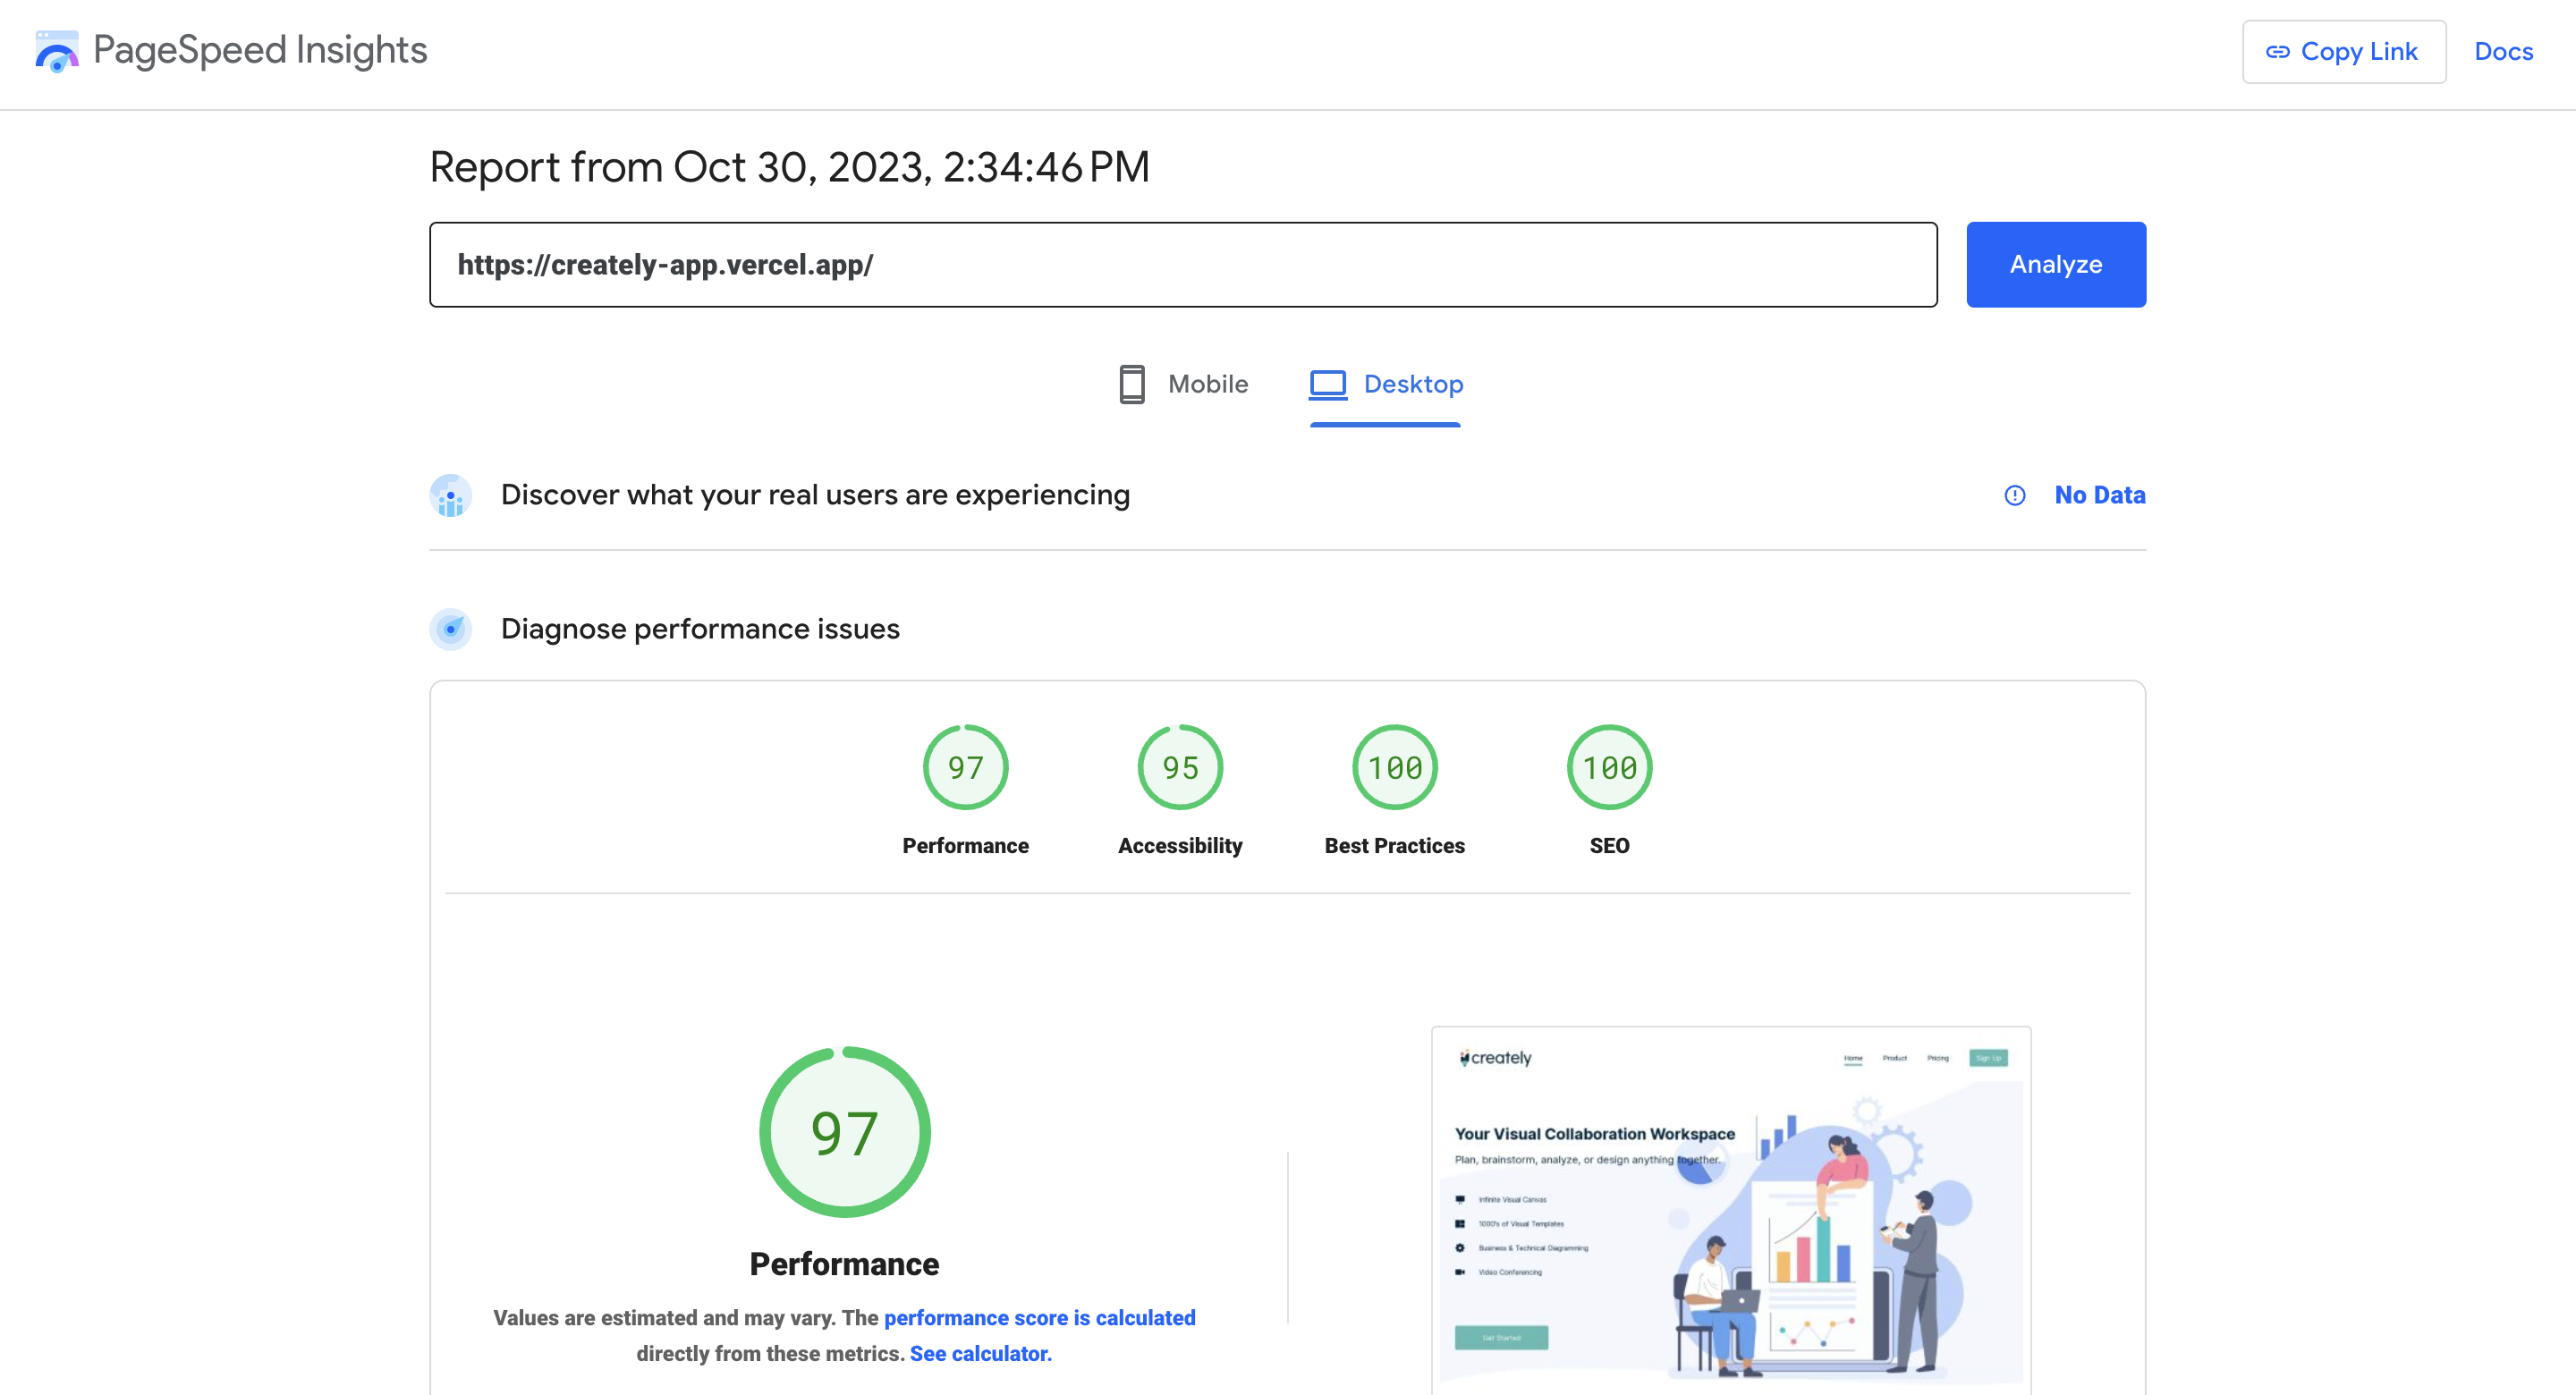 PageSpeed Insights
Copy Link
Docs
Report from Oct 30, 2023, 2:34:46 PM
https://creately-app.vercel.app/
Analyze
Mobile
Desktop
Discover what your real users are experiencing
No Data
Diagnose performance issues
97
95
100
100
Performance
Accessibility
Best Practices
SEO
97
Performance
Values are estimated and may vary. The performance score is calculated
directly from these metrics. See calculator.
creately
Home
Product
Pricing
Sign Up
Your Visual Collaboration Workspace
Plan, brainstorm, analyze, or design anything together.
Infinite Visual Canvas
1000's of Visual Templates
Business & Technical Diagramming
Video Conferencing
Get Started